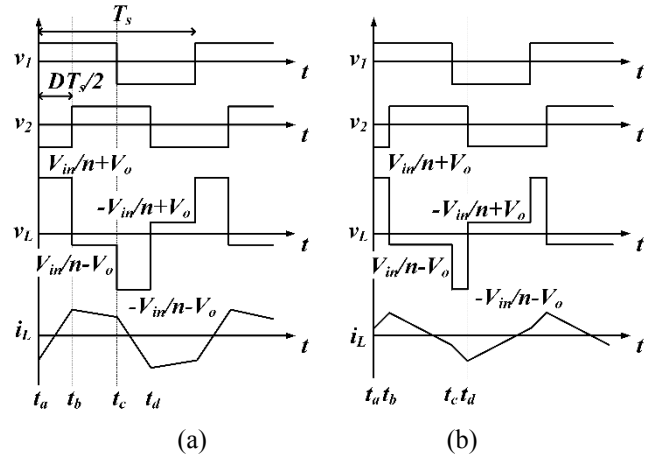 T_s
v_1
t
v_1
t
DT_s/2
v_2
t
v_2
t
V_in/n+V_o
V_in/n+V_o
-V_in/n+V_o
-V_in/n+V_o
v_L
t
v_L
t
V_in/n-V_o
V_in/n-V_o
-V_in/n-V_o
-V_in/n-V_o
i_L
t
i_L
t
t_a t_b t_c t_d
t_a t_b t_c t_d
(a) (b)